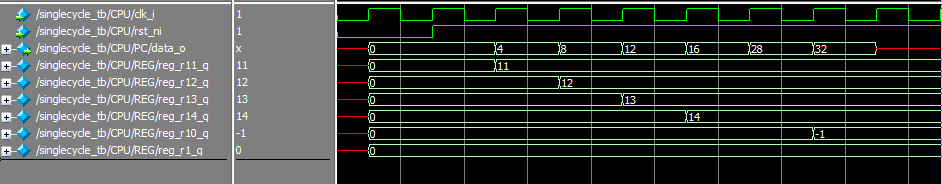 /singlecycle_tb/CPU/clk_i 1
/singlecycle_tb/CPU/rst_ni 1
/singlecycle_tb/CPU/PC/data_o x 0 4 8 12 16 28 32
/singlecycle_tb/CPU/REG/reg_r11_q 11 0 11
/singlecycle_tb/CPU/REG/reg_r12_q 12 0 12
/singlecycle_tb/CPU/REG/reg_r13_q 13 0 13
/singlecycle_tb/CPU/REG/reg_r14_q 14 0 14
/singlecycle_tb/CPU/REG/reg_r10_q -1 0 -1
/singlecycle_tb/CPU/REG/reg_r1_q 0 0